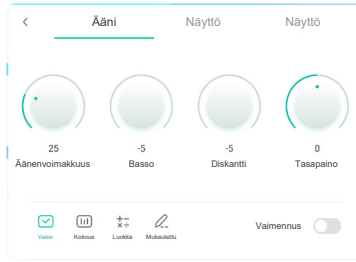 Ääni Näyttö Näyttö
25 -5 -5 0
Äänenvoimakkuus Basso Diskantti Tasapaino
Vakio Kokous Luokka Mukautettu Vaimennus